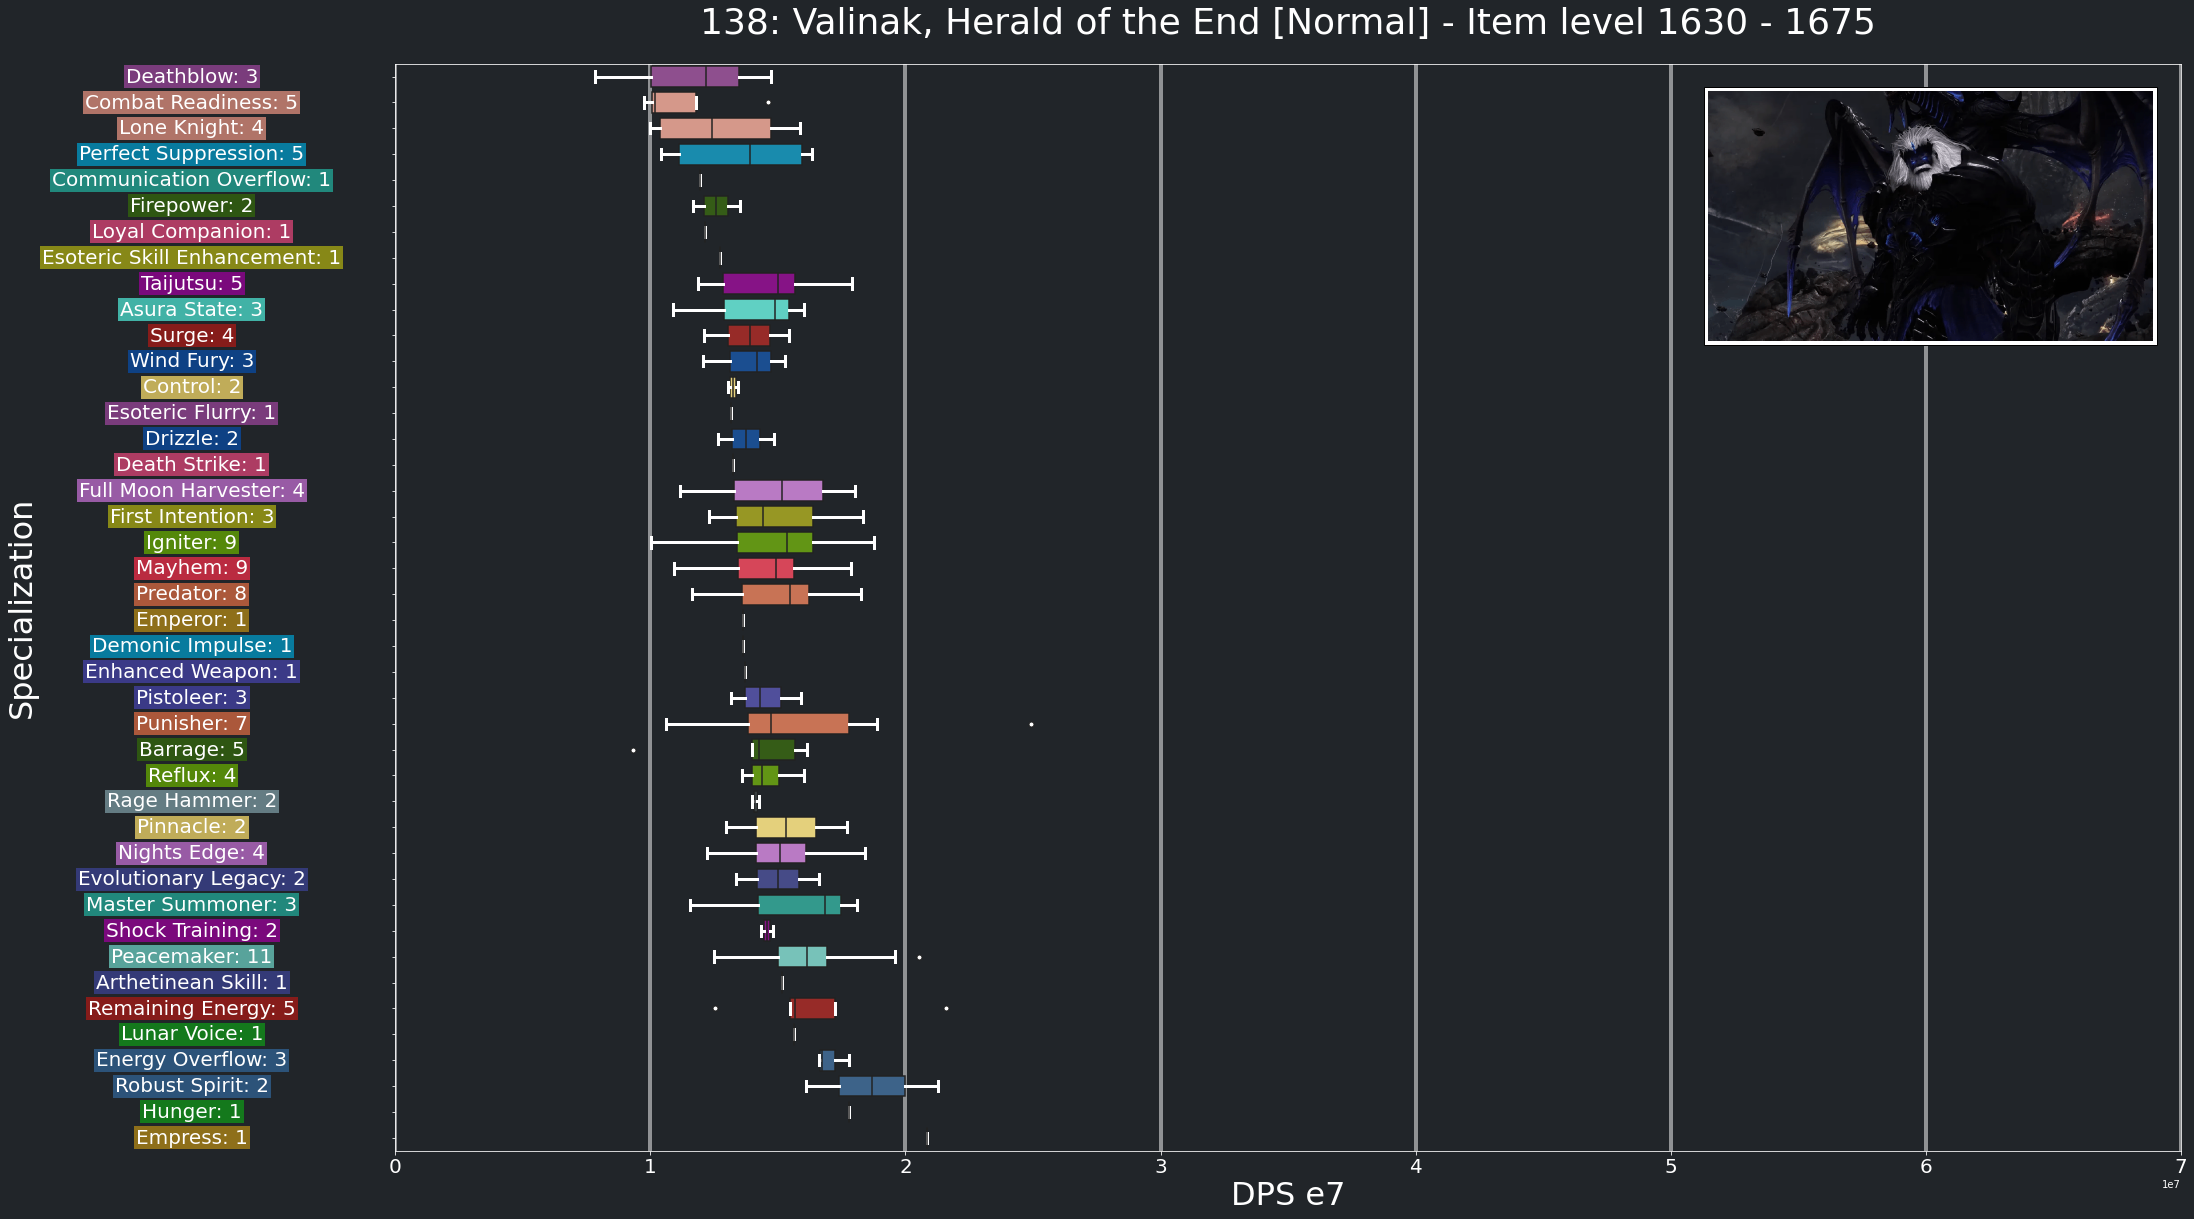 138: Valinak, Herald of the End [Normal] - Item level 1630 - 1675
Specialization
Deathblow: 3
Combat Readiness: 5
Lone Knight: 4
Perfect Suppression: 5
Communication Overflow: 1
Firepower: 2
Loyal Companion: 1
Esoteric Skill Enhancement: 1
Taijutsu: 5
Asura State: 3
Surge: 4
Wind Fury: 3
Control: 2
Esoteric Flurry: 1
Drizzle: 2
Death Strike: 1
Full Moon Harvester: 4
First Intention: 3
Igniter: 9
Mayhem: 9
Predator: 8
Emperor: 1
Demonic Impulse: 1
Enhanced Weapon: 1
Pistoleer: 3
Punisher: 7
Barrage: 5
Reflux: 4
Rage Hammer: 2
Pinnacle: 2
Nights Edge: 4
Evolutionary Legacy: 2
Master Summoner: 3
Shock Training: 2
Peacemaker: 11
Arthetinean Skill: 1
Remaining Energy: 5
Lunar Voice: 1
Energy Overflow: 3
Robust Spirit: 2
Hunger: 1
Empress: 1
0 1 2 3 4 5 6 7
1e7
DPS e7